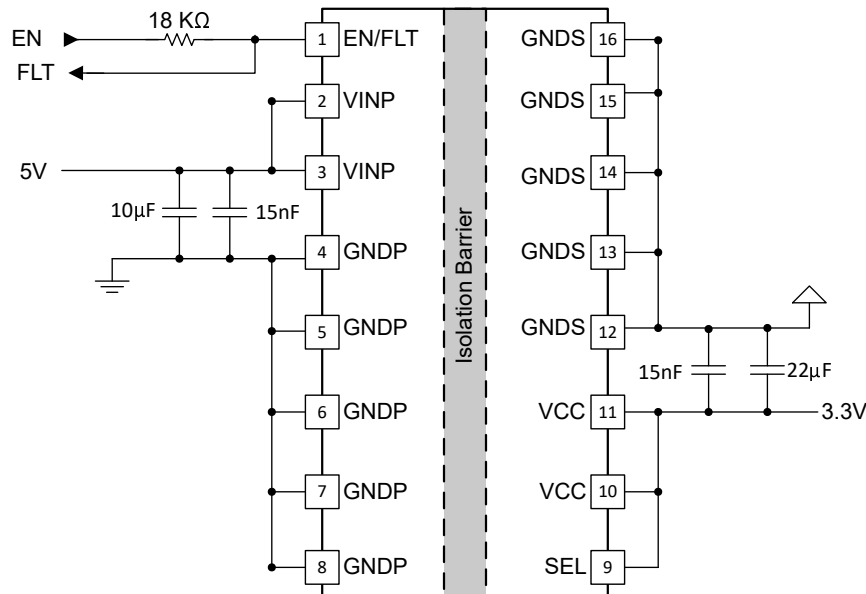 18 KΩ
EN
FLT
1 EN/FLT
2 VINP
5V
3 VINP
10µF
15nF
4 GNDP
5 GNDP
6 GNDP
7 GNDP
8 GNDP
Isolation Barrier
GNDS 16
GNDS 15
GNDS 14
GNDS 13
GNDS 12
15nF
22µF
VCC 11
3.3V
VCC 10
SEL 9